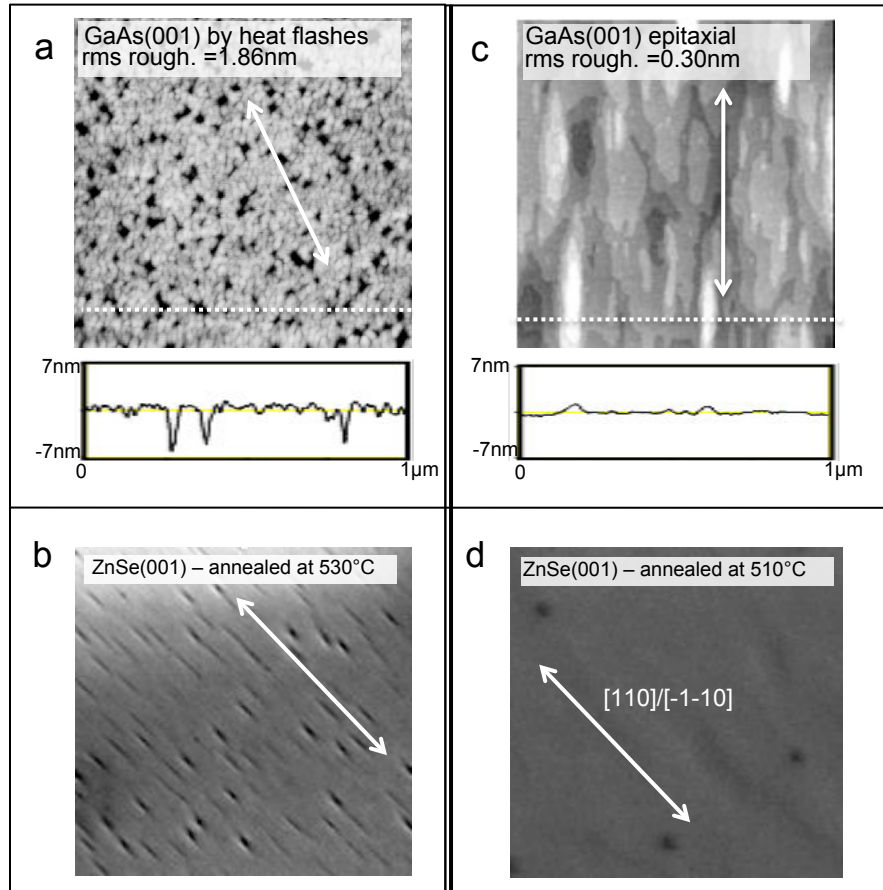 a
GaAs(001) by heat flashes
rms rough. =1.86nm
7nm
-7nm
0
1µm
c
GaAs(001) epitaxial
rms rough. =0.30nm
7nm
-7nm
0
1µm
b
ZnSe(001) – annealed at 530°C
d
ZnSe(001) – annealed at 510°C
[110]/[-1-10]